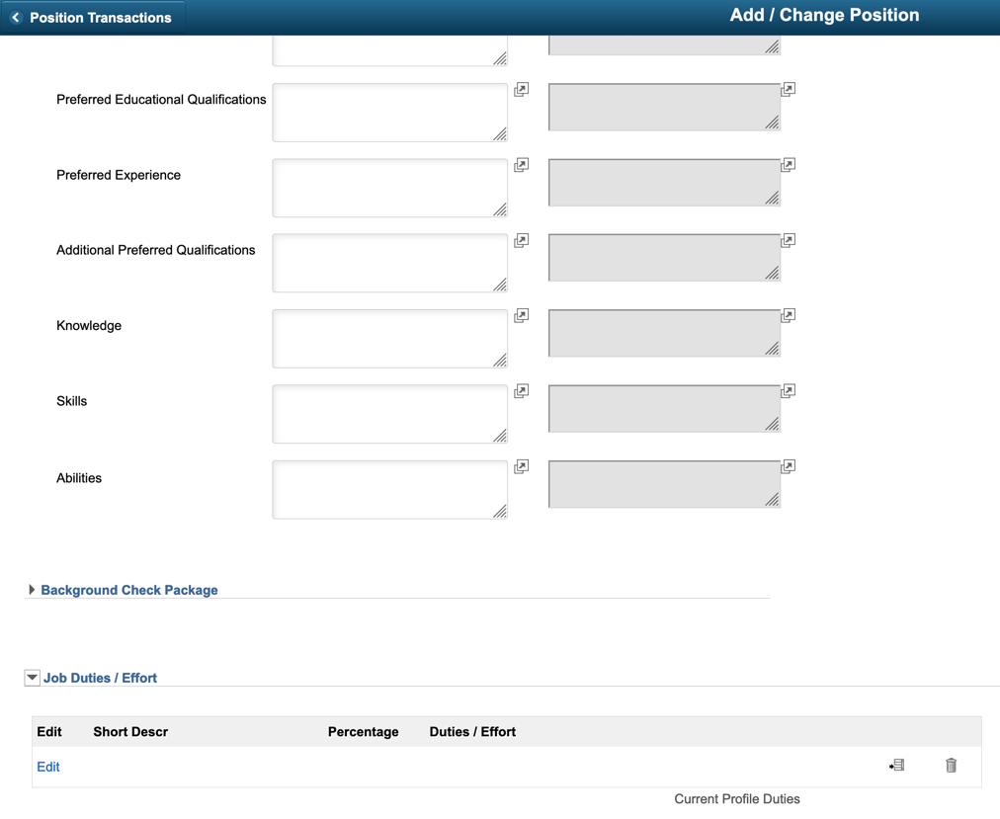 Position Transactions
Add / Change Position
Preferred Educational Qualifications
Preferred Experience
Additional Preferred Qualifications
Knowledge
Skills
Abilities
Background Check Package
Job Duties / Effort
Edit Short Descr Percentage Duties / Effort
Edit
Current Profile Duties